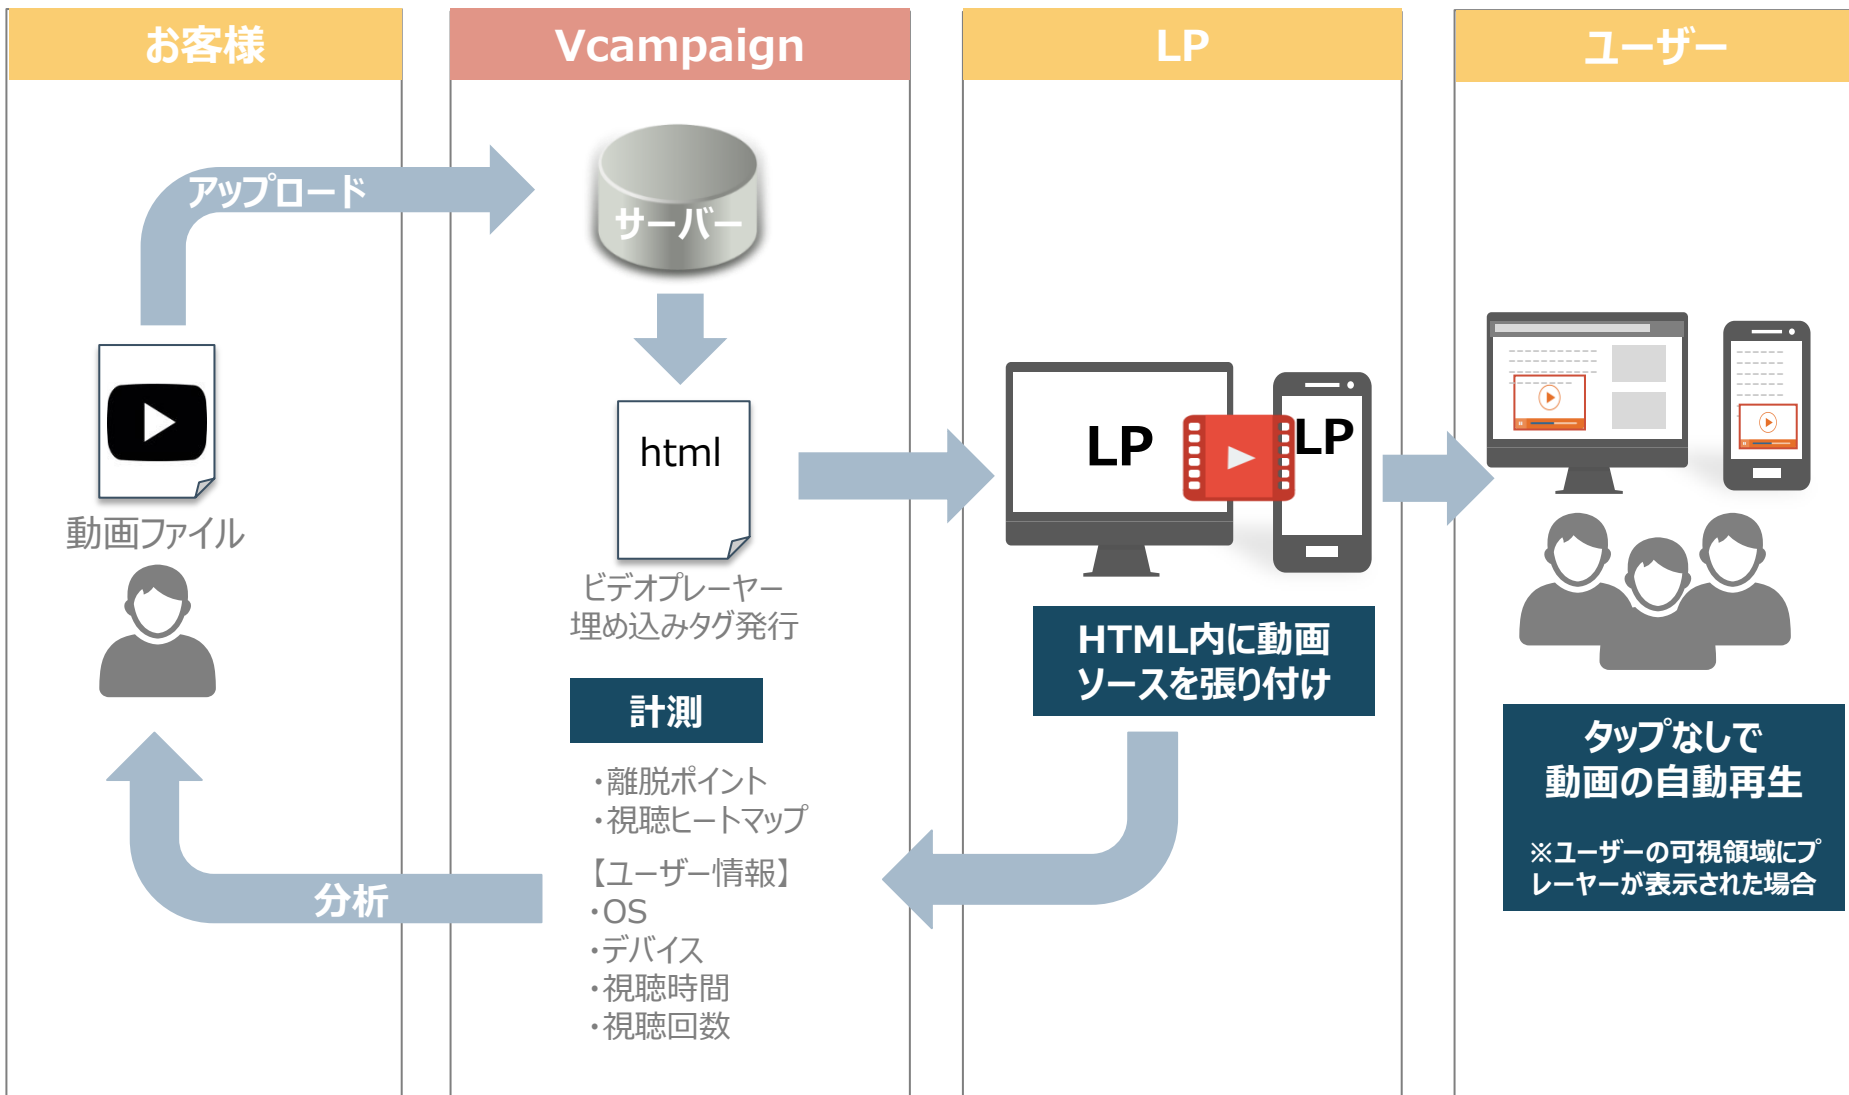 お客様
Vcampaign
LP
ユーザー
アップロード
サーバー
動画ファイル
html
ビデオプレーヤー
埋め込みタグ発行
計測
・離脱ポイント
・視聴ヒートマップ
【ユーザー情報】
・OS
・デバイス
・視聴時間
・視聴回数
分析
LP
LP
HTML内に動画
ソースを張り付け
タップなしで
動画の自動再生
※ユーザーの可視領域にプ
レーヤーが表示された場合